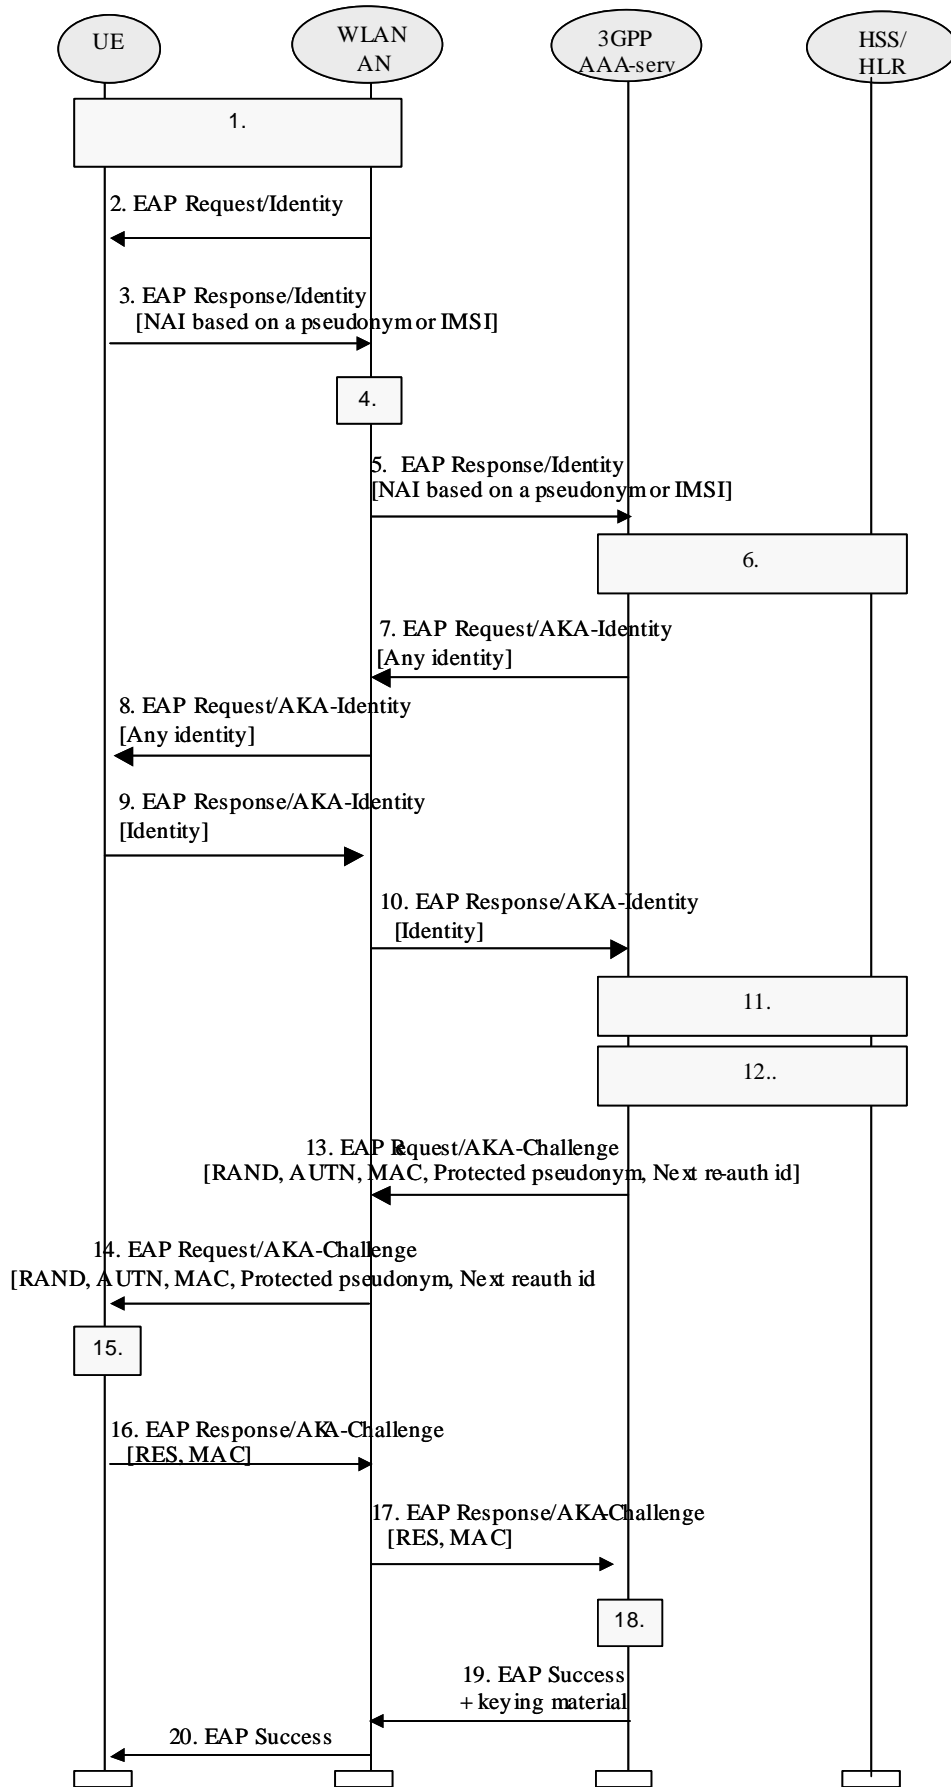 UE
WLAN
AN
3GPP
AAA-serv
HSS/
HLR
1.
2. EAP Request/Identity
3. EAP Response/Identity
[NAI based on a pseudonym or IMSI]
4.
5. EAP Response/Identity
[NAI based on a pseudonym or IMSI]
6.
7. EAP Request/AKA-Identity
[Any identity]
8. EAP Request/AKA-Identity
[Any identity]
9. EAP Response/AKA-Identity
[Identity]
10. EAP Response/AKA-Identity
[Identity]
11.
12..
13. EAP Request/AKA-Challenge
[RAND, AUTN, MAC, Protected pseudonym, Next re-auth id]
14. EAP Request/AKA-Challenge
[RAND, AUTN, MAC, Protected pseudonym, Next reauth id
15.
16. EAP Response/AKA-Challenge
[RES, MAC]
17. EAP Response/AKA-Challenge
[RES, MAC]
18.
19. EAP Success
+ keying material
20. EAP Success